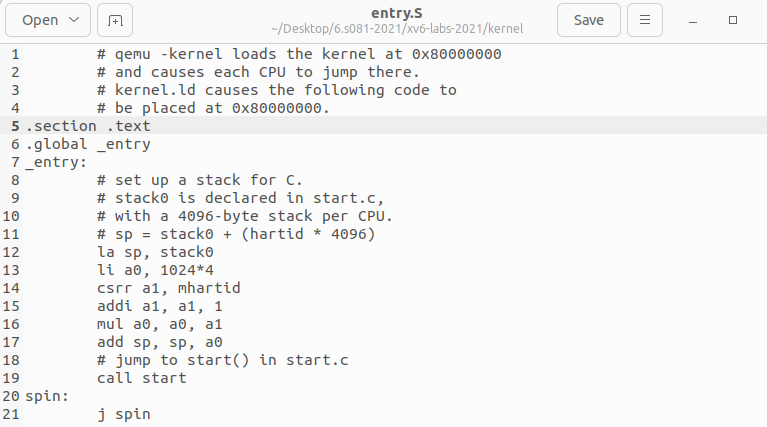 Open
entry.S
~/Desktop/6.s081-2021/xv6-labs-2021/kernel
Save
1 # qemu -kernel loads the kernel at 0x80000000
2 # and causes each CPU to jump there.
3 # kernel.ld causes the following code to
4 # be placed at 0x80000000.
5 .section .text
6 .global _entry
7 _entry:
8 # set up a stack for C.
9 # stack0 is declared in start.c,
10 # with a 4096-byte stack per CPU.
11 # sp = stack0 + (hartid * 4096)
12 la sp, stack0
13 li a0, 1024*4
14 csrr a1, mhartid
15 addi a1, a1, 1
16 mul a0, a0, a1
17 add sp, sp, a0
18 # jump to start() in start.c
19 call start
20 spin:
21 j spin